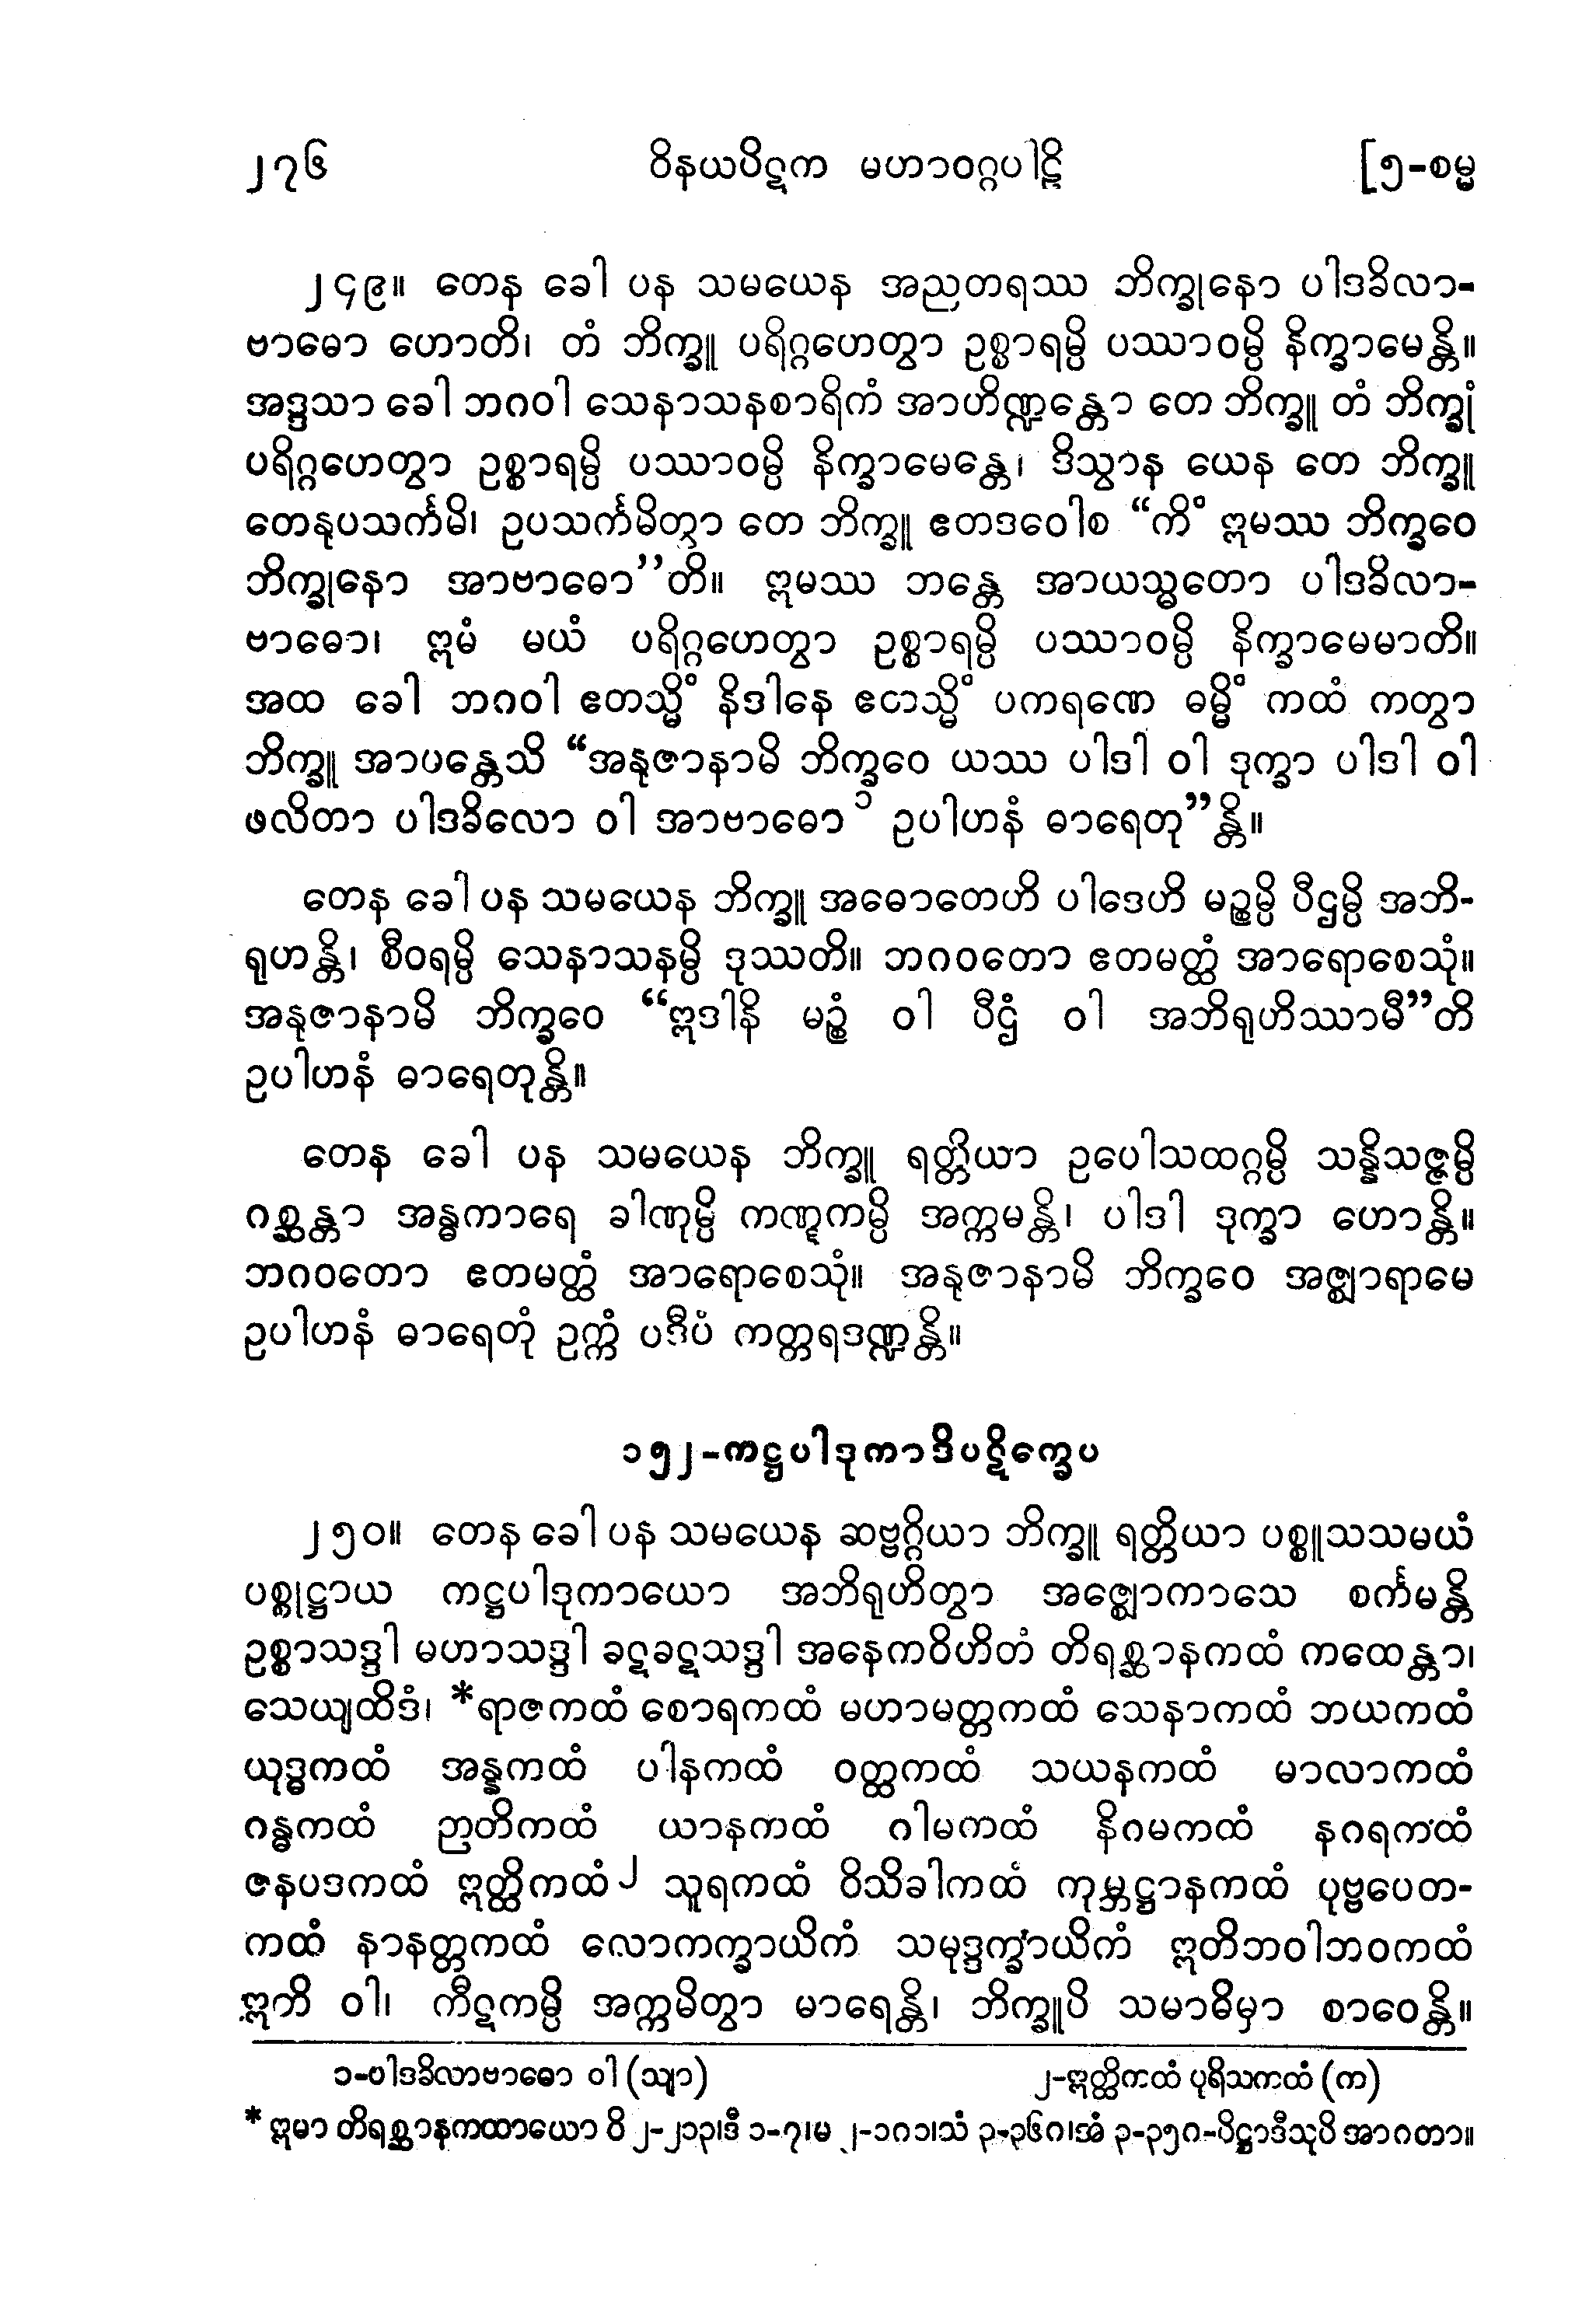 ၂၇၆ ဝိနယပိဋက မဟာဝဂ္ဂပါဠိ [၅-စမ္မ
၂၄၉။ တေန ခေါ ပန သမယေန အညတရဿ ဘိက္ခုနော ပါဒခိလာ-
ဗာဓော ဟောတိ၊ တံ ဘိက္ခူ ပရိဂ္ဂဟေတွာ ဥစ္စာရမ္ပိ ပဿာဝမ္ပိ နိက္ခာမေန္တိ။
အဒ္ဒသာ ခေါ ဘဂဝါ သေနာသနစာရိကံ အာဟိဏ္ဍန္တော တေ ဘိက္ခူ တံ ဘိက္ခုံ
ပရိဂ္ဂဟေတွာ ဥစ္စာရမ္ပိ ပဿာဝမ္ပိ နိက္ခာမေန္တေ၊ ဒိသွာန ယေန တေ ဘိက္ခူ
တေနုပသင်္ကမိ၊ ဥပသင်္ကမိတွာ တေ ဘိက္ခူ ဧတဒဝေါစ “ကိံ ဣမဿ ဘိက္ခဝေ
ဘိက္ခုနော အာဗာဓော”တိ။ ဣမဿ ဘန္တေ အာယသ္မတော ပါဒခိလာ-
ဗာဓော၊ ဣမံ မယံ ပရိဂ္ဂဟေတွာ ဥစ္စာရမ္ပိ ပဿာဝမ္ပိ နိက္ခာမေမာတိ။
အထ ခေါ ဘဂဝါ ဧတသ္မိံ နိဒါနေ ဧတသ္မိံ ပကရဏေ ဓမ္မိံ ကထံ ကတွာ
ဘိက္ခူ အာမန္တေသိ “အနုဇာနာမိ ဘိက္ခဝေ ယဿ ပါဒါ ဝါ ဒုက္ခာ ပါဒါ ဝါ
ဖလိတာ ပါဒခိလော ဝါ အာဗာဓော၁ ဥပါဟနံ ဓာရေတု”န္တိ။
တေန ခေါ ပန သမယေန ဘိက္ခူ အဓောတေဟိ ပါဒေဟိ မဉ္စမ္ပိ ပီဌမ္ပိ အဘိ-
ရုဟန္တိ၊ စီဝရမ္ပိ သေနာသနမ္ပိ ဒုဿတိ။ ဘဂဝတော ဧတမတ္ထံ အာရောစေသုံ။
အနုဇာနာမိ ဘိက္ခဝေ “ဣဒါနိ မဉ္စံ ဝါ ပီဌံ ဝါ အဘိရုဟိဿာမီ”တိ
ဥပါဟနံ ဓာရေတုန္တိ။
တေန ခေါ ပန သမယေန ဘိက္ခူ ရတ္တိယာ ဥပေါသထဂ္ဂမ္ပိ သန္နိသဇ္ဇမ္ပိ
ဂစ္ဆန္တာ အန္ဓကာရေ ခါဏုမ္ပိ ကဏ္ဋကမ္ပိ အက္ကမန္တိ၊ ပါဒါ ဒုက္ခာ ဟောန္တိ။
ဘဂဝတော ဧတမတ္ထံ အာရောစေသုံ။ အနုဇာနာမိ ဘိက္ခဝေ အဇ္ဈာရာမေ
ဥပါဟနံ ဓာရေတုံ ဥက္ကံ ပဒီပံ ကတ္တရဒဏ္ဍန္တိ။
၁၅၂-ကဋ္ဌပါဒုကာဒိပဋိက္ခေပ
၂၅၀။ တေန ခေါ ပန သမယေန ဆဗ္ဗဂ္ဂိယာ ဘိက္ခူ ရတ္တိယာ ပစ္စူသသမယံ
ပစ္စုဋ္ဌာယ ကဋ္ဌပါဒုကာယော အဘိရုဟိတွာ အဇ္ဈောကာသေ စင်္ကမန္တိ
ဥစ္စာသဒ္ဒါ မဟာသဒ္ဒါ ခဋခဋသဒ္ဒါ အနေကဝိဟိတံ တိရစ္ဆာနကထံ ကထေန္တာ၊
သေယျထိဒံ၊ *ရာဇကထံ စောရကထံ မဟာမတ္တကထံ သေနာကထံ ဘယကထံ
ယုဒ္ဓကထံ အန္နကထံ ပါနကထံ ဝတ္ထကထံ သယနကထံ မာလာကထံ
ဂန္ဓကထံ ဉာတိကထံ ယာနကထံ ဂါမကထံ နိဂမကထံ နဂရကထံ
ဇနပဒကထံ ဣတ္ထိကထံ၂ သူရကထံ ဝိသိခါကထံ ကုမ္ဘဋ္ဌာနကထံ ပုဗ္ဗပေတ-
ကထံ နာနတ္တကထံ လောကက္ခာယိကံ သမုဒ္ဒက္ခာယိကံ ဣတိဘဝါဘဝကထံ
ဣတိ ဝါ၊ ကီဋကမ္ပိ အက္ကမိတွာ မာရေန္တိ၊ ဘိက္ခူပိ သမာဓိမှာ စာဝေန္တိ။
၁-ပါဒခိလာဗာဓော ဝါ (သျာ) ၂-ဣတ္ထိကထံ ပုရိသကထံ (က)
* ဣမာ တိရစ္ဆာနကထာယော ဝိ ၂-၂၁၃၊ဒီ ၁-၇၊မ ၂-၁၈၁၊သံ ၃-၃၆၈၊အံ ၃-၃၅၈-ပိဋ္ဌာဒီသုပိ အာဂတာ။